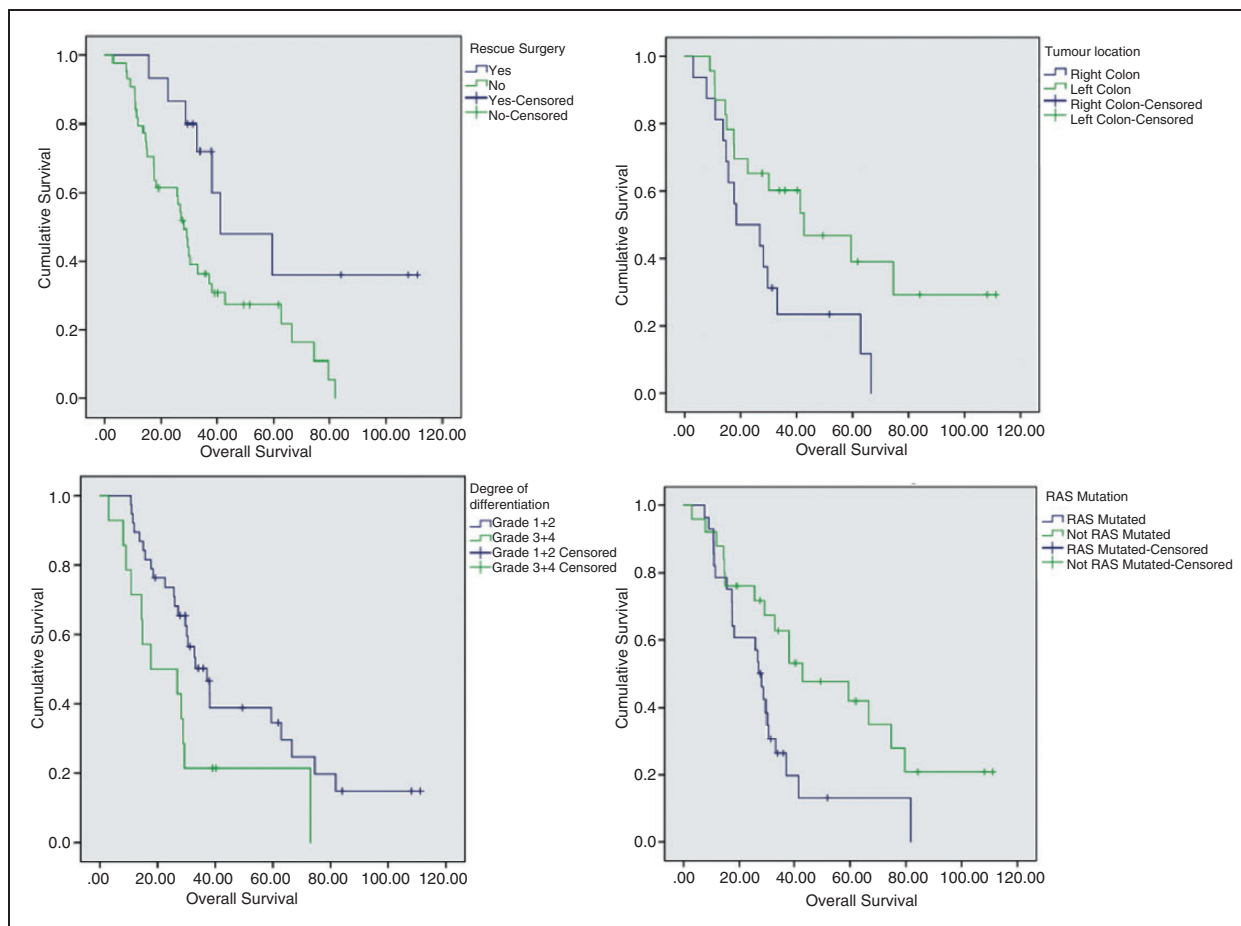 Rescue Surgery
Yes
No
Yes-Censored
No-Censored
Cumulative Survival
1.0
0.8
0.6
0.4
0.2
0.0
.00 20.00 40.00 60.00 80.00 100.00 120.00
Overall Survival
Tumour location
Right Colon
Left Colon
Right Colon-Censored
Left Colon-Censored
Cumulative Survival
1.0
0.8
0.6
0.4
0.2
0.0
.00 20.00 40.00 60.00 80.00 100.00 120.00
Overall Survival
Degree of
differentiation
Grade 1+2
Grade 3+4
Grade 1+2 Censored
Grade 3+4 Censored
Cumulative Survival
1.0
0.8
0.6
0.4
0.2
0.0
.00 20.00 40.00 60.00 80.00 100.00 120.00
Overall Survival
RAS Mutation
RAS Mutated
Not RAS Mutated
RAS Mutated-Censored
Not RAS Mutated-Censored
Cumulative Survival
1.0
0.8
0.6
0.4
0.2
0.0
.00 20.00 40.00 60.00 80.00 100.00 120.00
Overall Survival